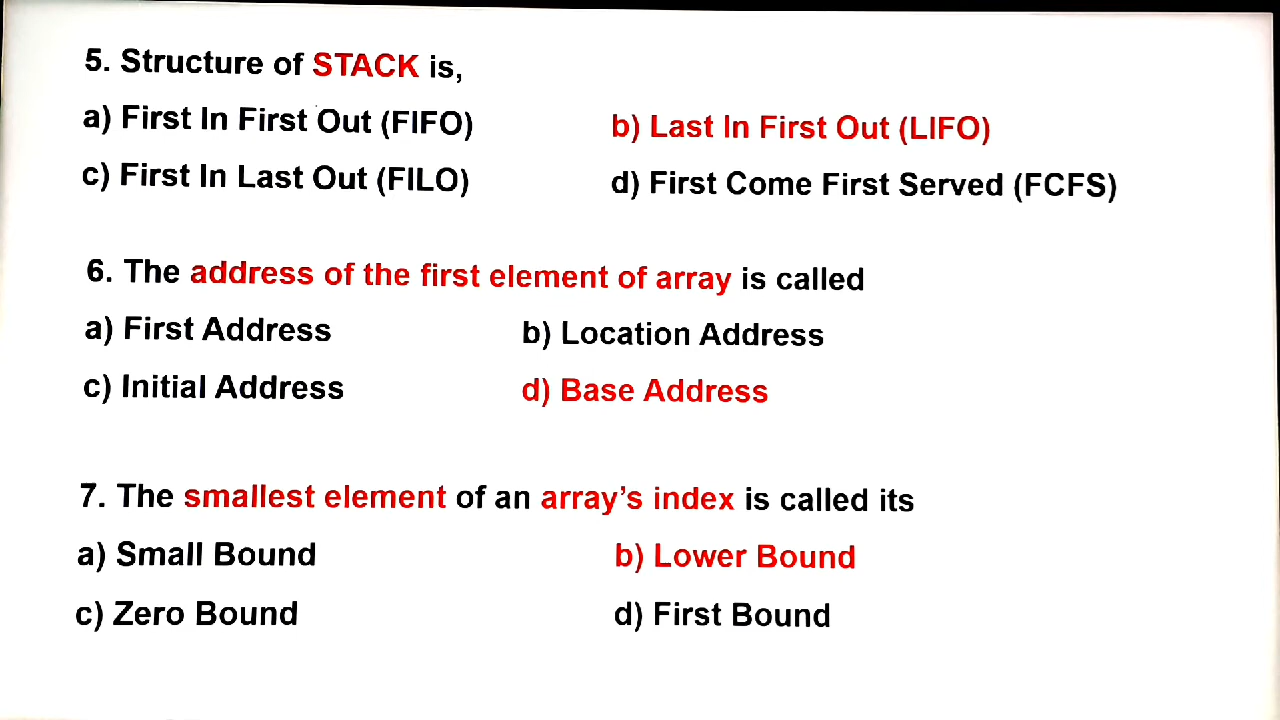 5. Structure of STACK is,
a) First In First Out (FIFO) b) Last In First Out (LIFO)
c) First In Last Out (FILO) d) First Come First Served (FCFS)
6. The address of the first element of array is called
a) First Address b) Location Address
c) Initial Address d) Base Address
7. The smallest element of an array’s index is called its
a) Small Bound b) Lower Bound
c) Zero Bound d) First Bound